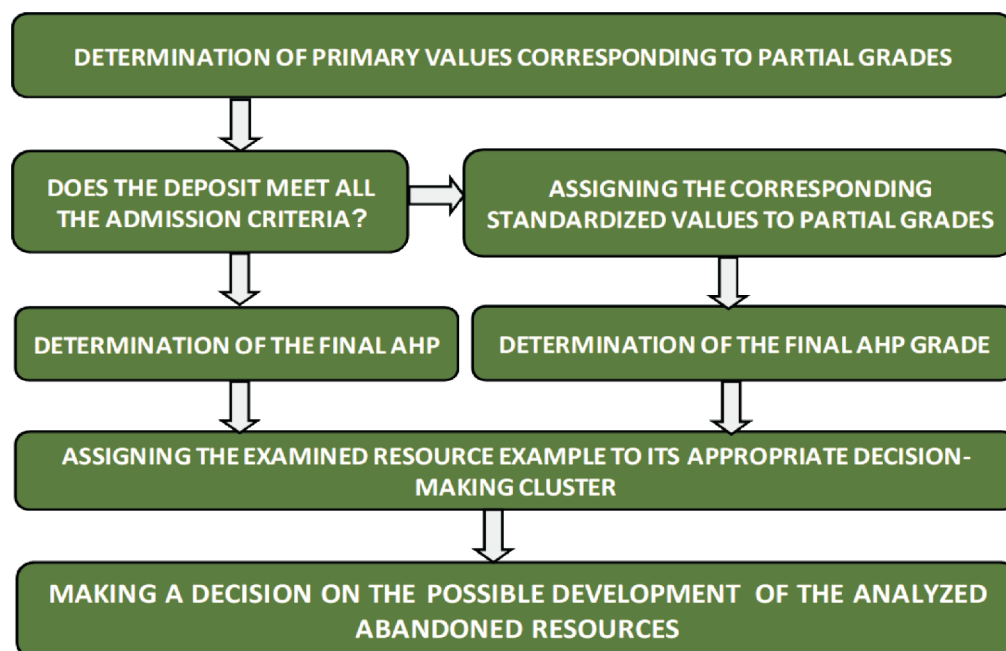 DETERMINATION OF PRIMARY VALUES CORRESPONDING TO PARTIAL GRADES
DOES THE DEPOSIT MEET ALL
THE ADMISSION CRITERIA?
ASSIGNING THE CORRESPONDING
STANDARDIZED VALUES TO PARTIAL GRADES
DETERMINATION OF THE FINAL AHP
DETERMINATION OF THE FINAL AHP GRADE
ASSIGNING THE EXAMINED RESOURCE EXAMPLE TO ITS APPROPRIATE DECISION-
MAKING CLUSTER
MAKING A DECISION ON THE POSSIBLE DEVELOPMENT OF THE ANALYZED
ABANDONED RESOURCES